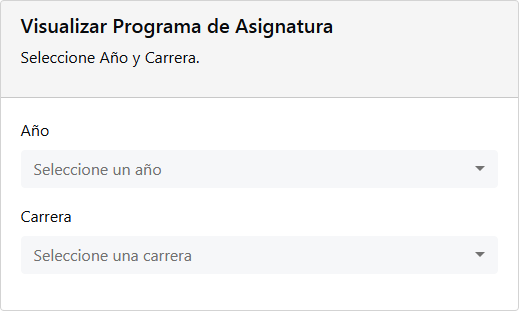 Visualizar Programa de Asignatura
Seleccione Año y Carrera.
Año
Seleccione un año
Carrera
Seleccione una carrera